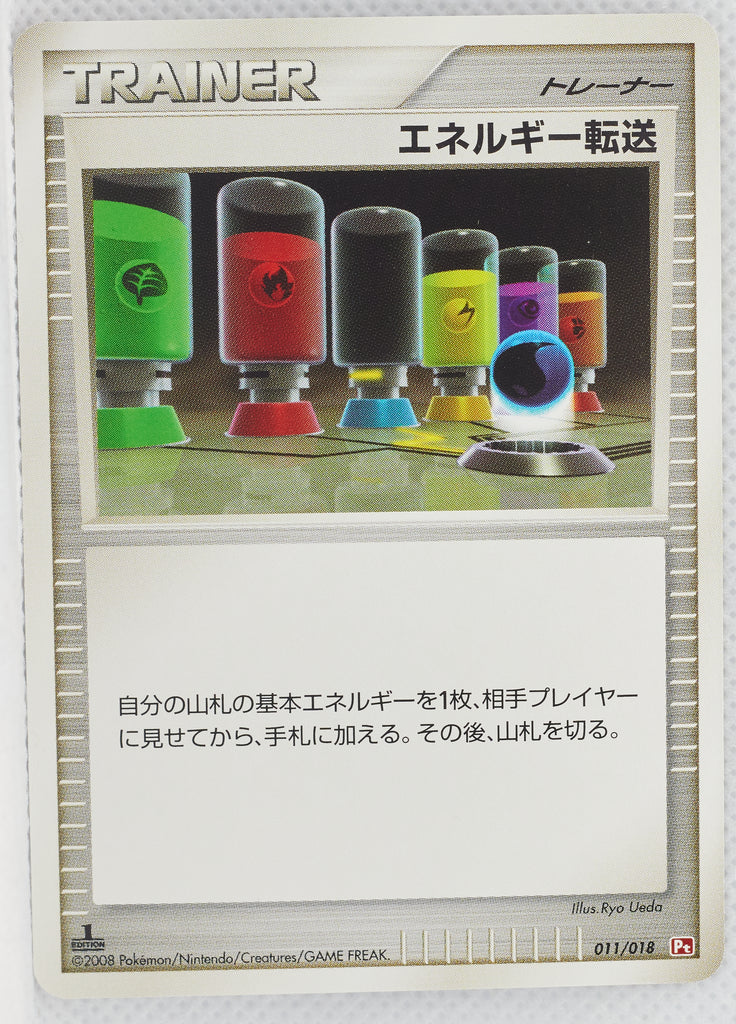 TRAINER
トレーナー
エネルギー転送
自分の山札の基本エネルギーを1枚、相手プレイヤー
に見せてから、手札に加える。その後、山札を切る。
Illus.Ryo Ueda
1
EDITION
©2008 Pokémon/Nintendo/Creatures/GAME FREAK.
011/018
Pt